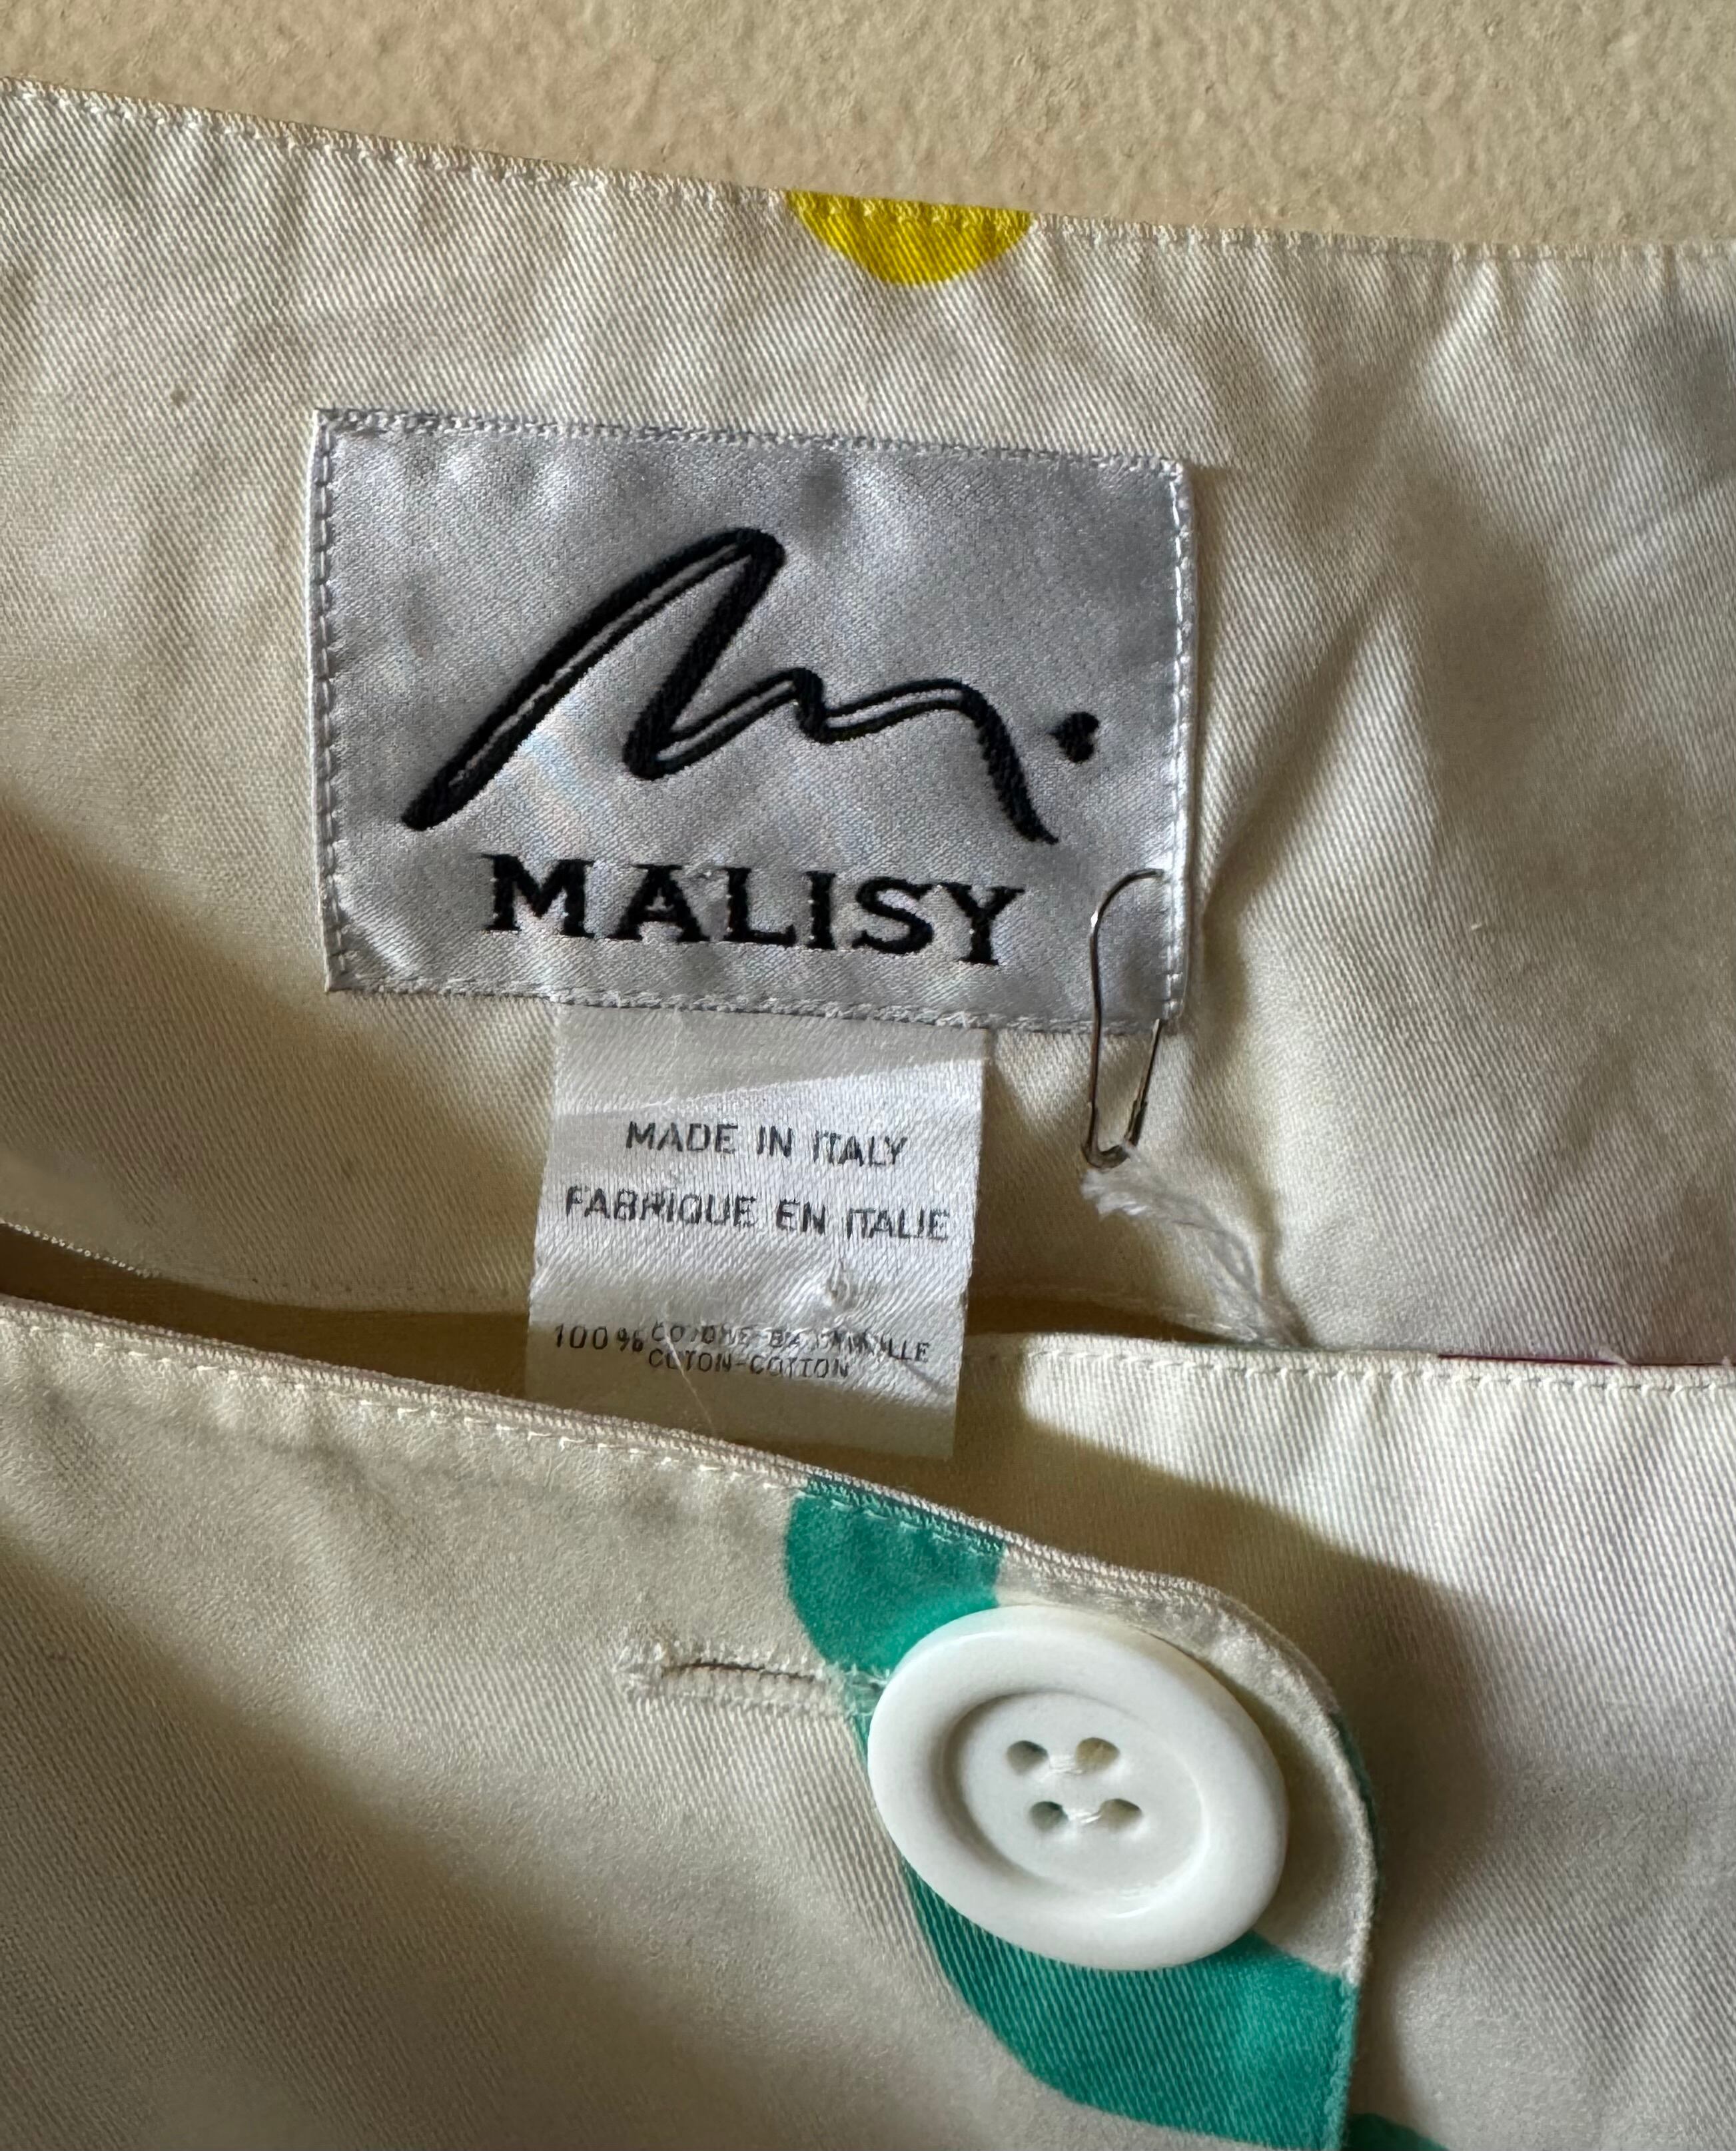 m.
MALISY
MADE IN ITALY
FABRIQUE EN ITALIE
100%
COTON-COTTON